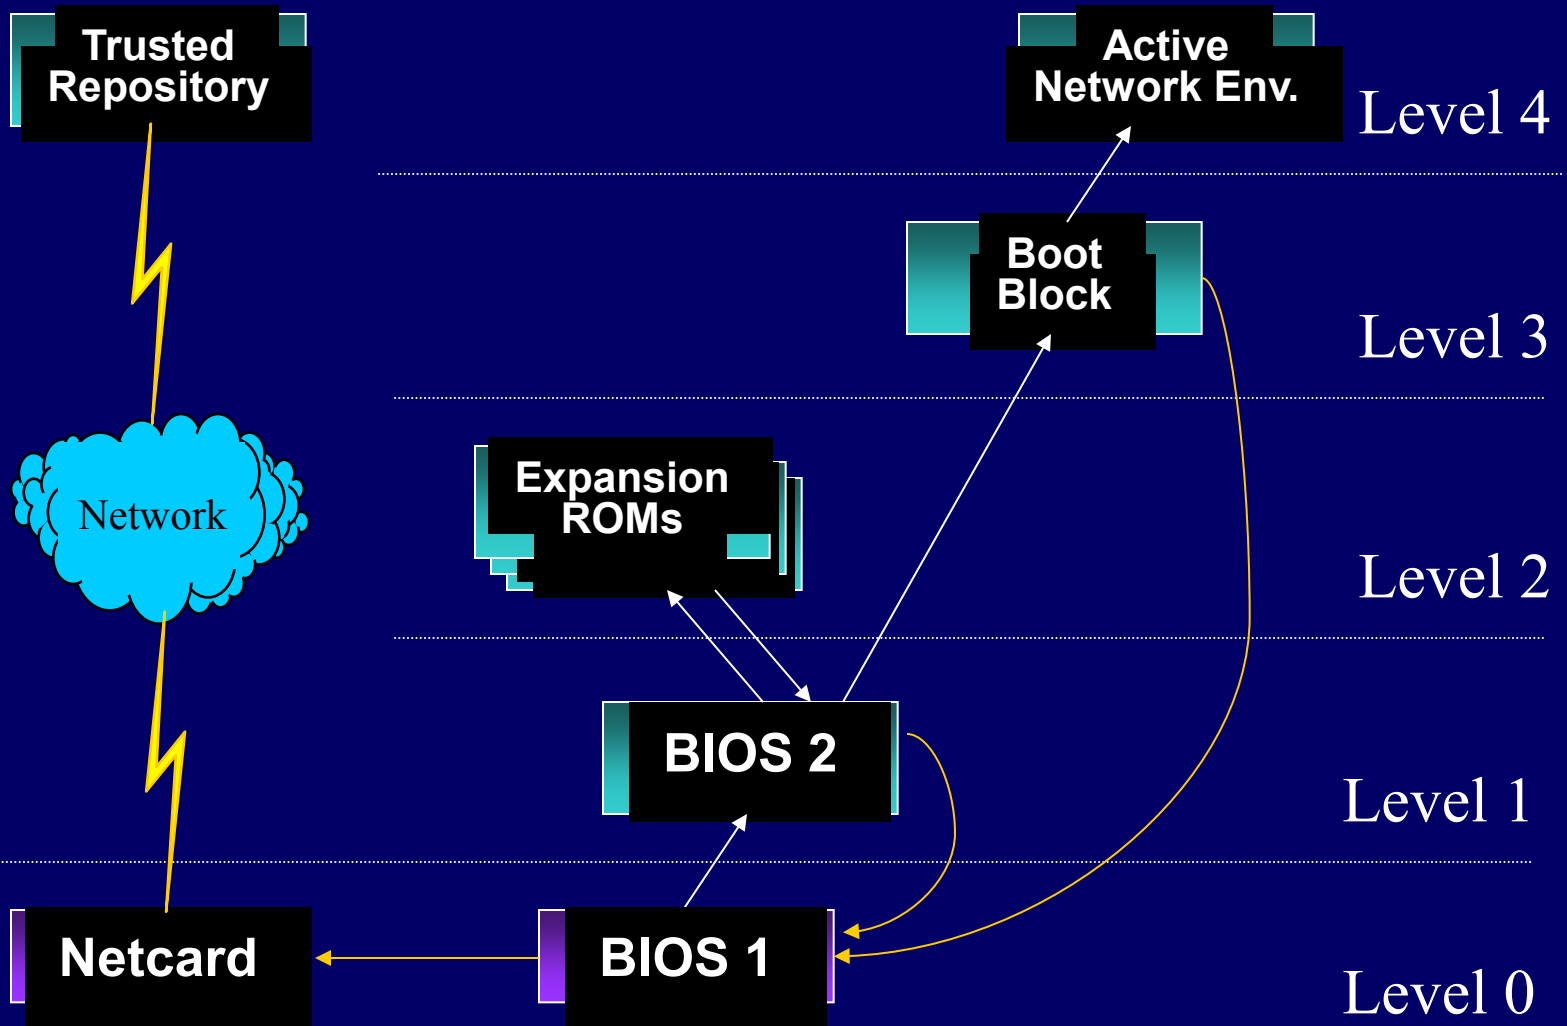 Trusted
Repository
Active
Network Env.
Level 4
Boot
Block
Level 3
Expansion
ROMs
Network
Level 2
BIOS 2
Level 1
Netcard
BIOS 1
Level 0